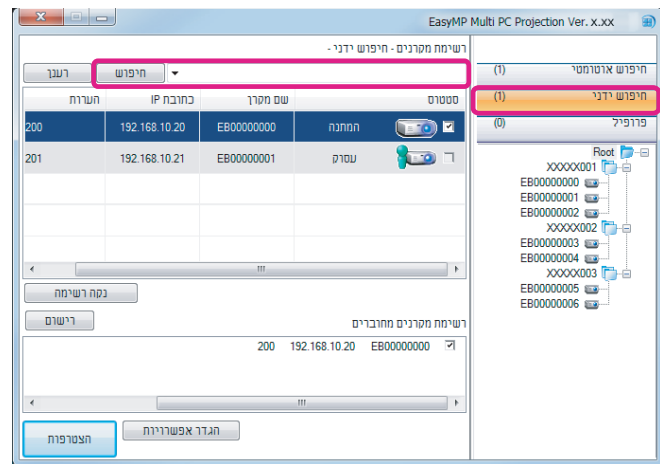 EasyMP Multi PC Projection Ver. x.xx
רשימת מקרנים - חיפוש ידני -
חיפוש
רענן
סטטוס שם מקרן כתובת IP הערות
המתנה EB00000000 192.168.10.20 200
עסוק EB00000001 192.168.10.21 201
נקה רשימה
רשימת מקרנים מחוברים
רישום
EB00000000 192.168.10.20 200
הגדר אפשרויות
הצטרפות
חיפוש ארטומטי (1)
חיפוש ידני (1)
פרופיל (0)
Root
XXXXX001
EB00000000
EB00000001
EB00000002
XXXXX002
EB00000003
EB00000004
XXXXX003
EB00000005
EB00000006